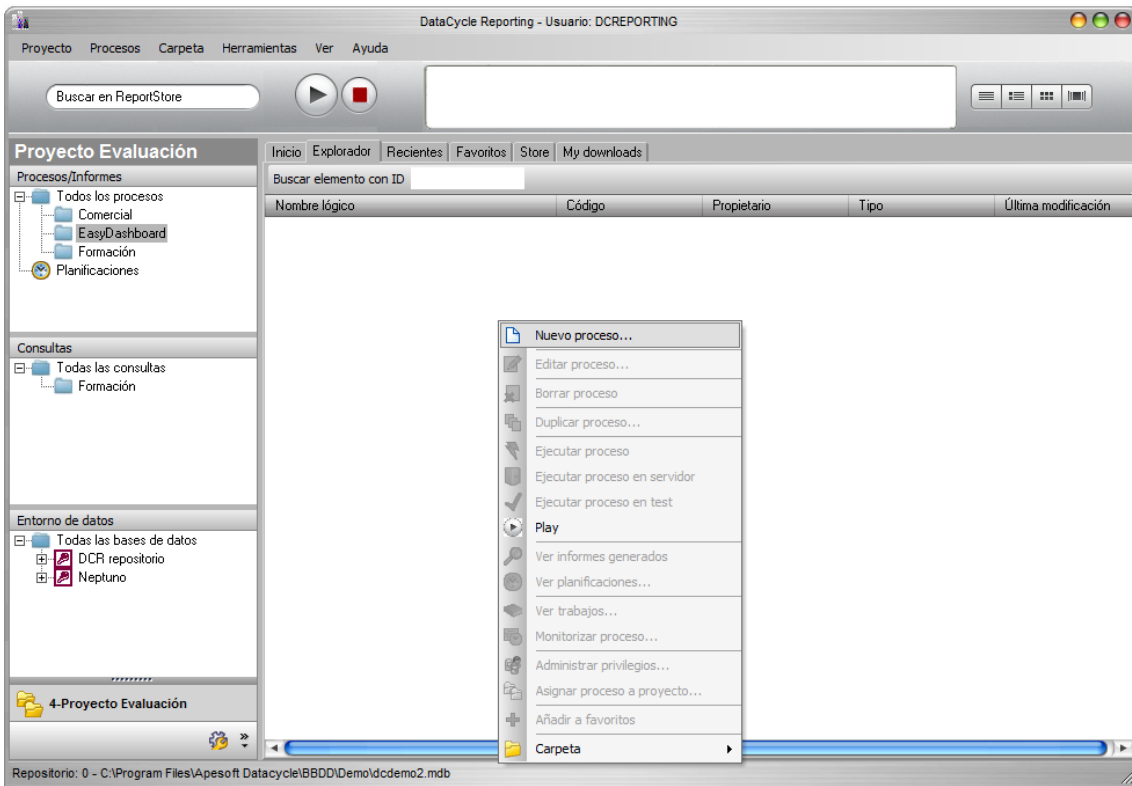 DataCycle Reporting - Usuario: DCREPORTING
Proyecto Procesos Carpeta Herramientas Ver Ayuda
Buscar en ReportStore
Proyecto Evaluación
Inicio Explorador Recientes Favoritos Store My downloads
Procesos/Informes
Buscar elemento con ID
Nombre lógico Código Propietario Tipo Última modificación
Todos los procesos
Comercial
EasyDashboard
Formación
Planificaciones
Consultas
Todas las consultas
Formación
Entorno de datos
Todas las bases de datos
DCR repositorio
Neptuno
4-Proyecto Evaluación
Nuevo proceso...
Editar proceso...
Borrar proceso
Duplicar proceso...
Ejecutar proceso
Ejecutar proceso en servidor
Ejecutar proceso en test
Play
Ver informes generados
Ver planificaciones...
Ver trabajos...
Monitorizar proceso...
Administrar privilegios...
Asignar proceso a proyecto...
Añadir a favoritos
Carpeta
Repositorio: 0 - C:\Program Files\Apesoft Datacycle\BBDD\Demo\dcdemo2.mdb